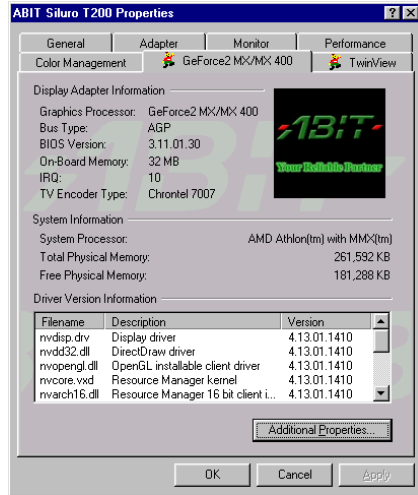 ABIT Siluro T200 Properties
General Adapter Monitor Performance
Color Management GeForce2 MX/MX 400 TwinView
Display Adapter Information
Graphics Processor: GeForce2 MX/MX 400
Bus Type: AGP
BIOS Version: 3.11.01.30
On-Board Memory: 32 MB
IRQ: 10
TV Encoder Type: Chrontel 7007
ABIT
Your Reliable Partner
System Information
System Processor: AMD Athlon(tm) with MMX(tm)
Total Physical Memory: 261,592 KB
Free Physical Memory: 181,288 KB
Driver Version Information
Filename Description Version
nvdisp.drv Display driver 4.13.01.1410
nvdd32.dll DirectDraw driver 4.13.01.1410
nvopengl.dll OpenGL installable client driver 4.13.01.1410
nvcore.vxd Resource Manager kernel 4.13.01.1410
nvarch16.dll Resource Manager 16 bit client i... 4.13.01.1410
Additional Properties...
OK Cancel Apply